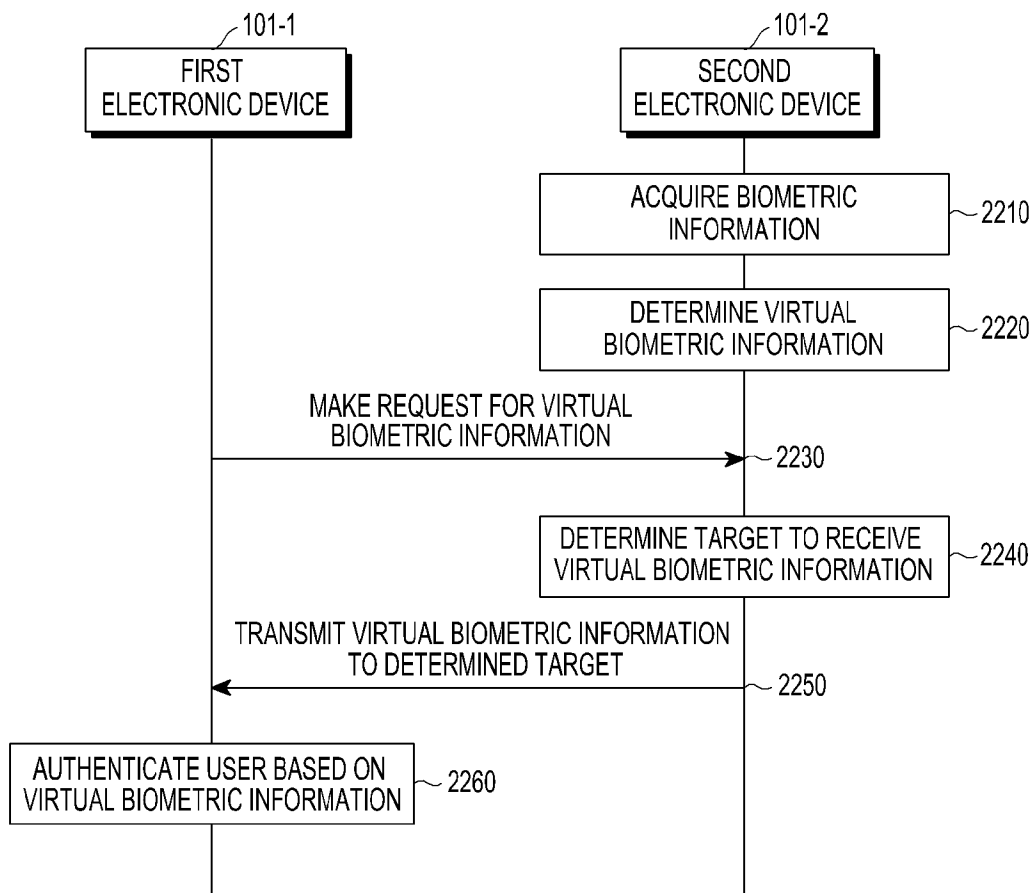 101-1
101-2
FIRST
ELECTRONIC DEVICE
SECOND
ELECTRONIC DEVICE
ACQUIRE BIOMETRIC
INFORMATION
2210
DETERMINE VIRTUAL
BIOMETRIC INFORMATION
2220
MAKE REQUEST FOR VIRTUAL
BIOMETRIC INFORMATION
2230
DETERMINE TARGET TO RECEIVE
VIRTUAL BIOMETRIC INFORMATION
2240
TRANSMIT VIRTUAL BIOMETRIC INFORMATION
TO DETERMINED TARGET
2250
AUTHENTICATE USER BASED ON
VIRTUAL BIOMETRIC INFORMATION
2260